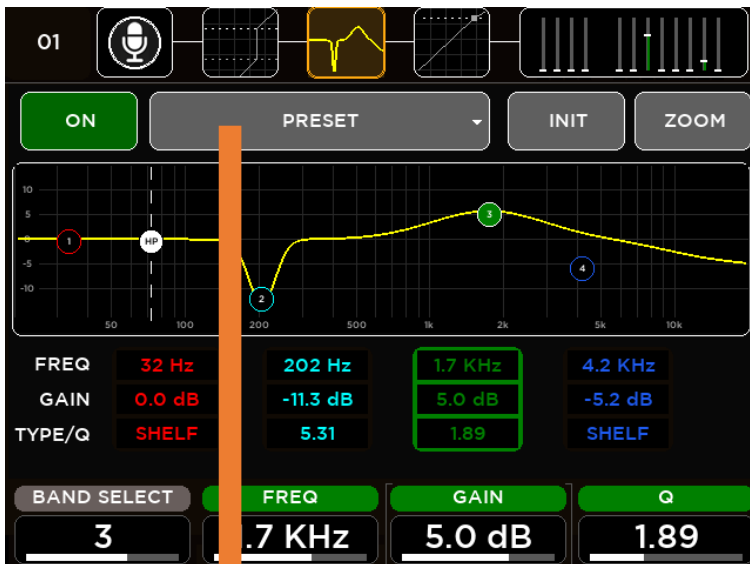 01
ON PRESET INIT ZOOM
10
5
0
-5
-10
1 HP 2 3 4
50 100 200 500 1k 2k 5k 10k
FREQ 32 Hz 202 Hz 1.7 KHz 4.2 KHz
GAIN 0.0 dB -11.3 dB 5.0 dB -5.2 dB
TYPE/Q SHELF 5.31 1.89 SHELF
BAND SELECT FREQ GAIN Q
3 .7 KHz 5.0 dB 1.89